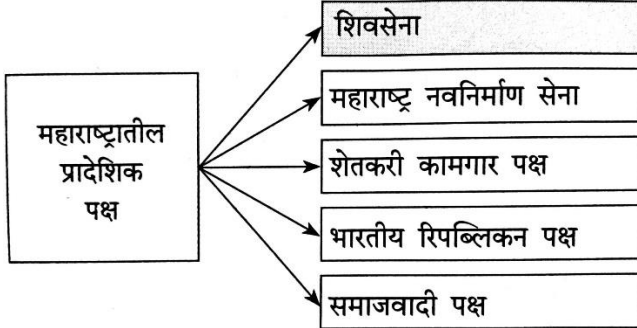 महाराष्ट्रातील
प्रादेशिक
पक्ष
शिवसेना
महाराष्ट्र नवनिर्माण सेना
शेतकरी कामगार पक्ष
भारतीय रिपब्लिकन पक्ष
समाजवादी पक्ष